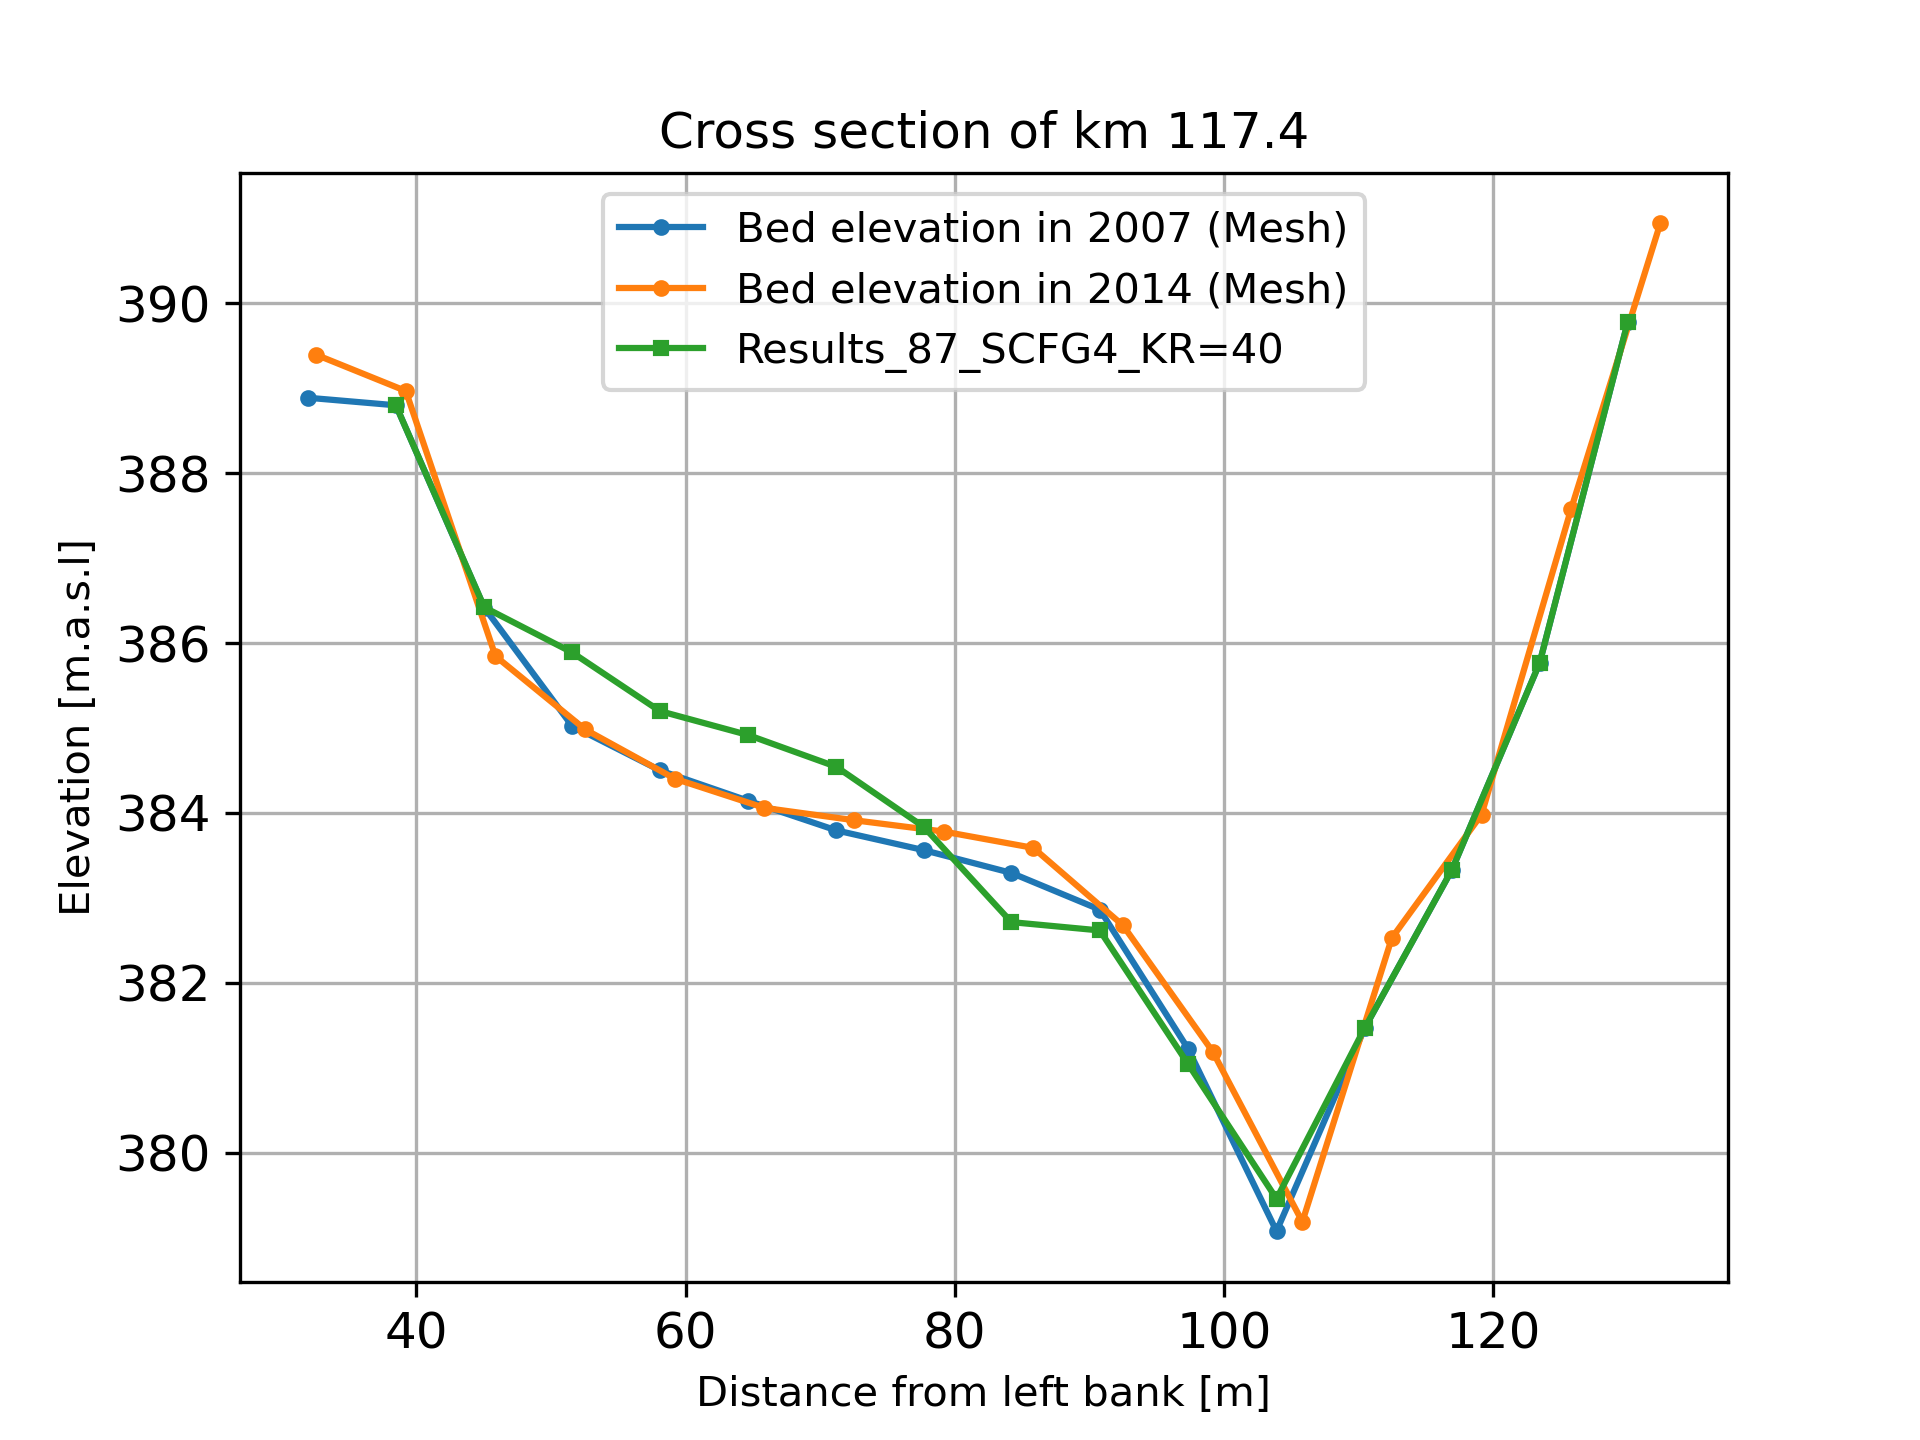 Cross section of km 117.4
Bed elevation in 2007 (Mesh)
Bed elevation in 2014 (Mesh)
Results_87_SCFG4_KR=40
390
388
386
384
382
380
Elevation [m.a.s.l]
40 60 80 100 120
Distance from left bank [m]